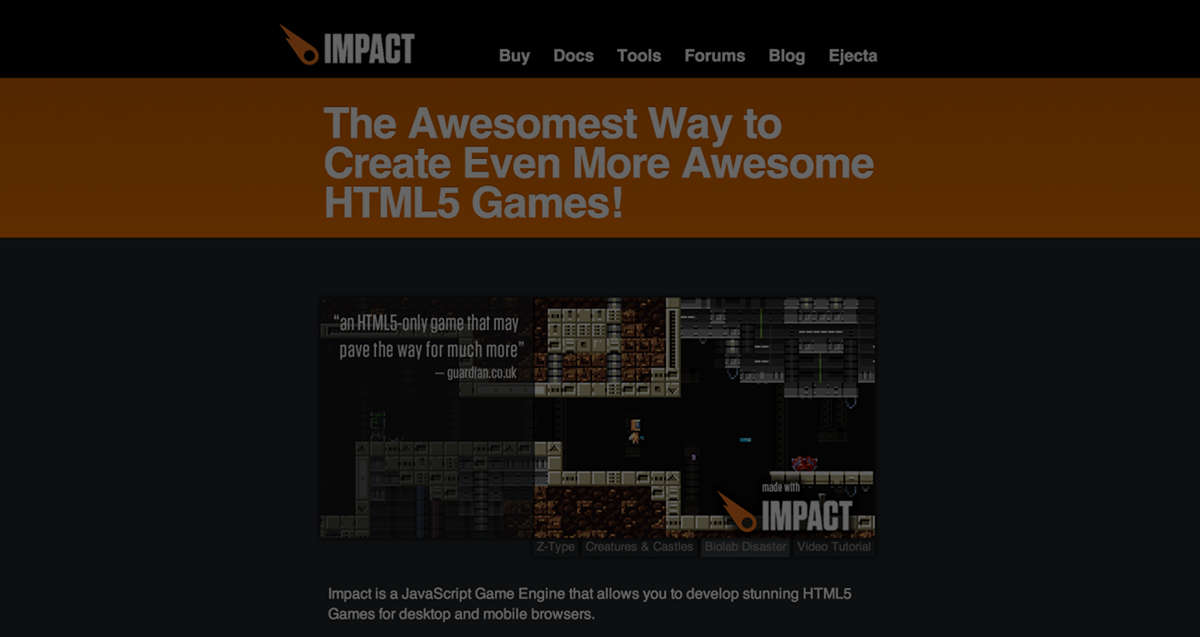 IMPACT
Buy Docs Tools Forums Blog Ejecta
The Awesomest Way to
Create Even More Awesome
HTML5 Games!
“an HTML5-only game that may
pave the way for much more”
— guardian.co.uk
made with
IMPACT
Z-Type Creatures & Castles Biolab Disaster Video Tutorial
Impact is a JavaScript Game Engine that allows you to develop stunning HTML5
Games for desktop and mobile browsers.